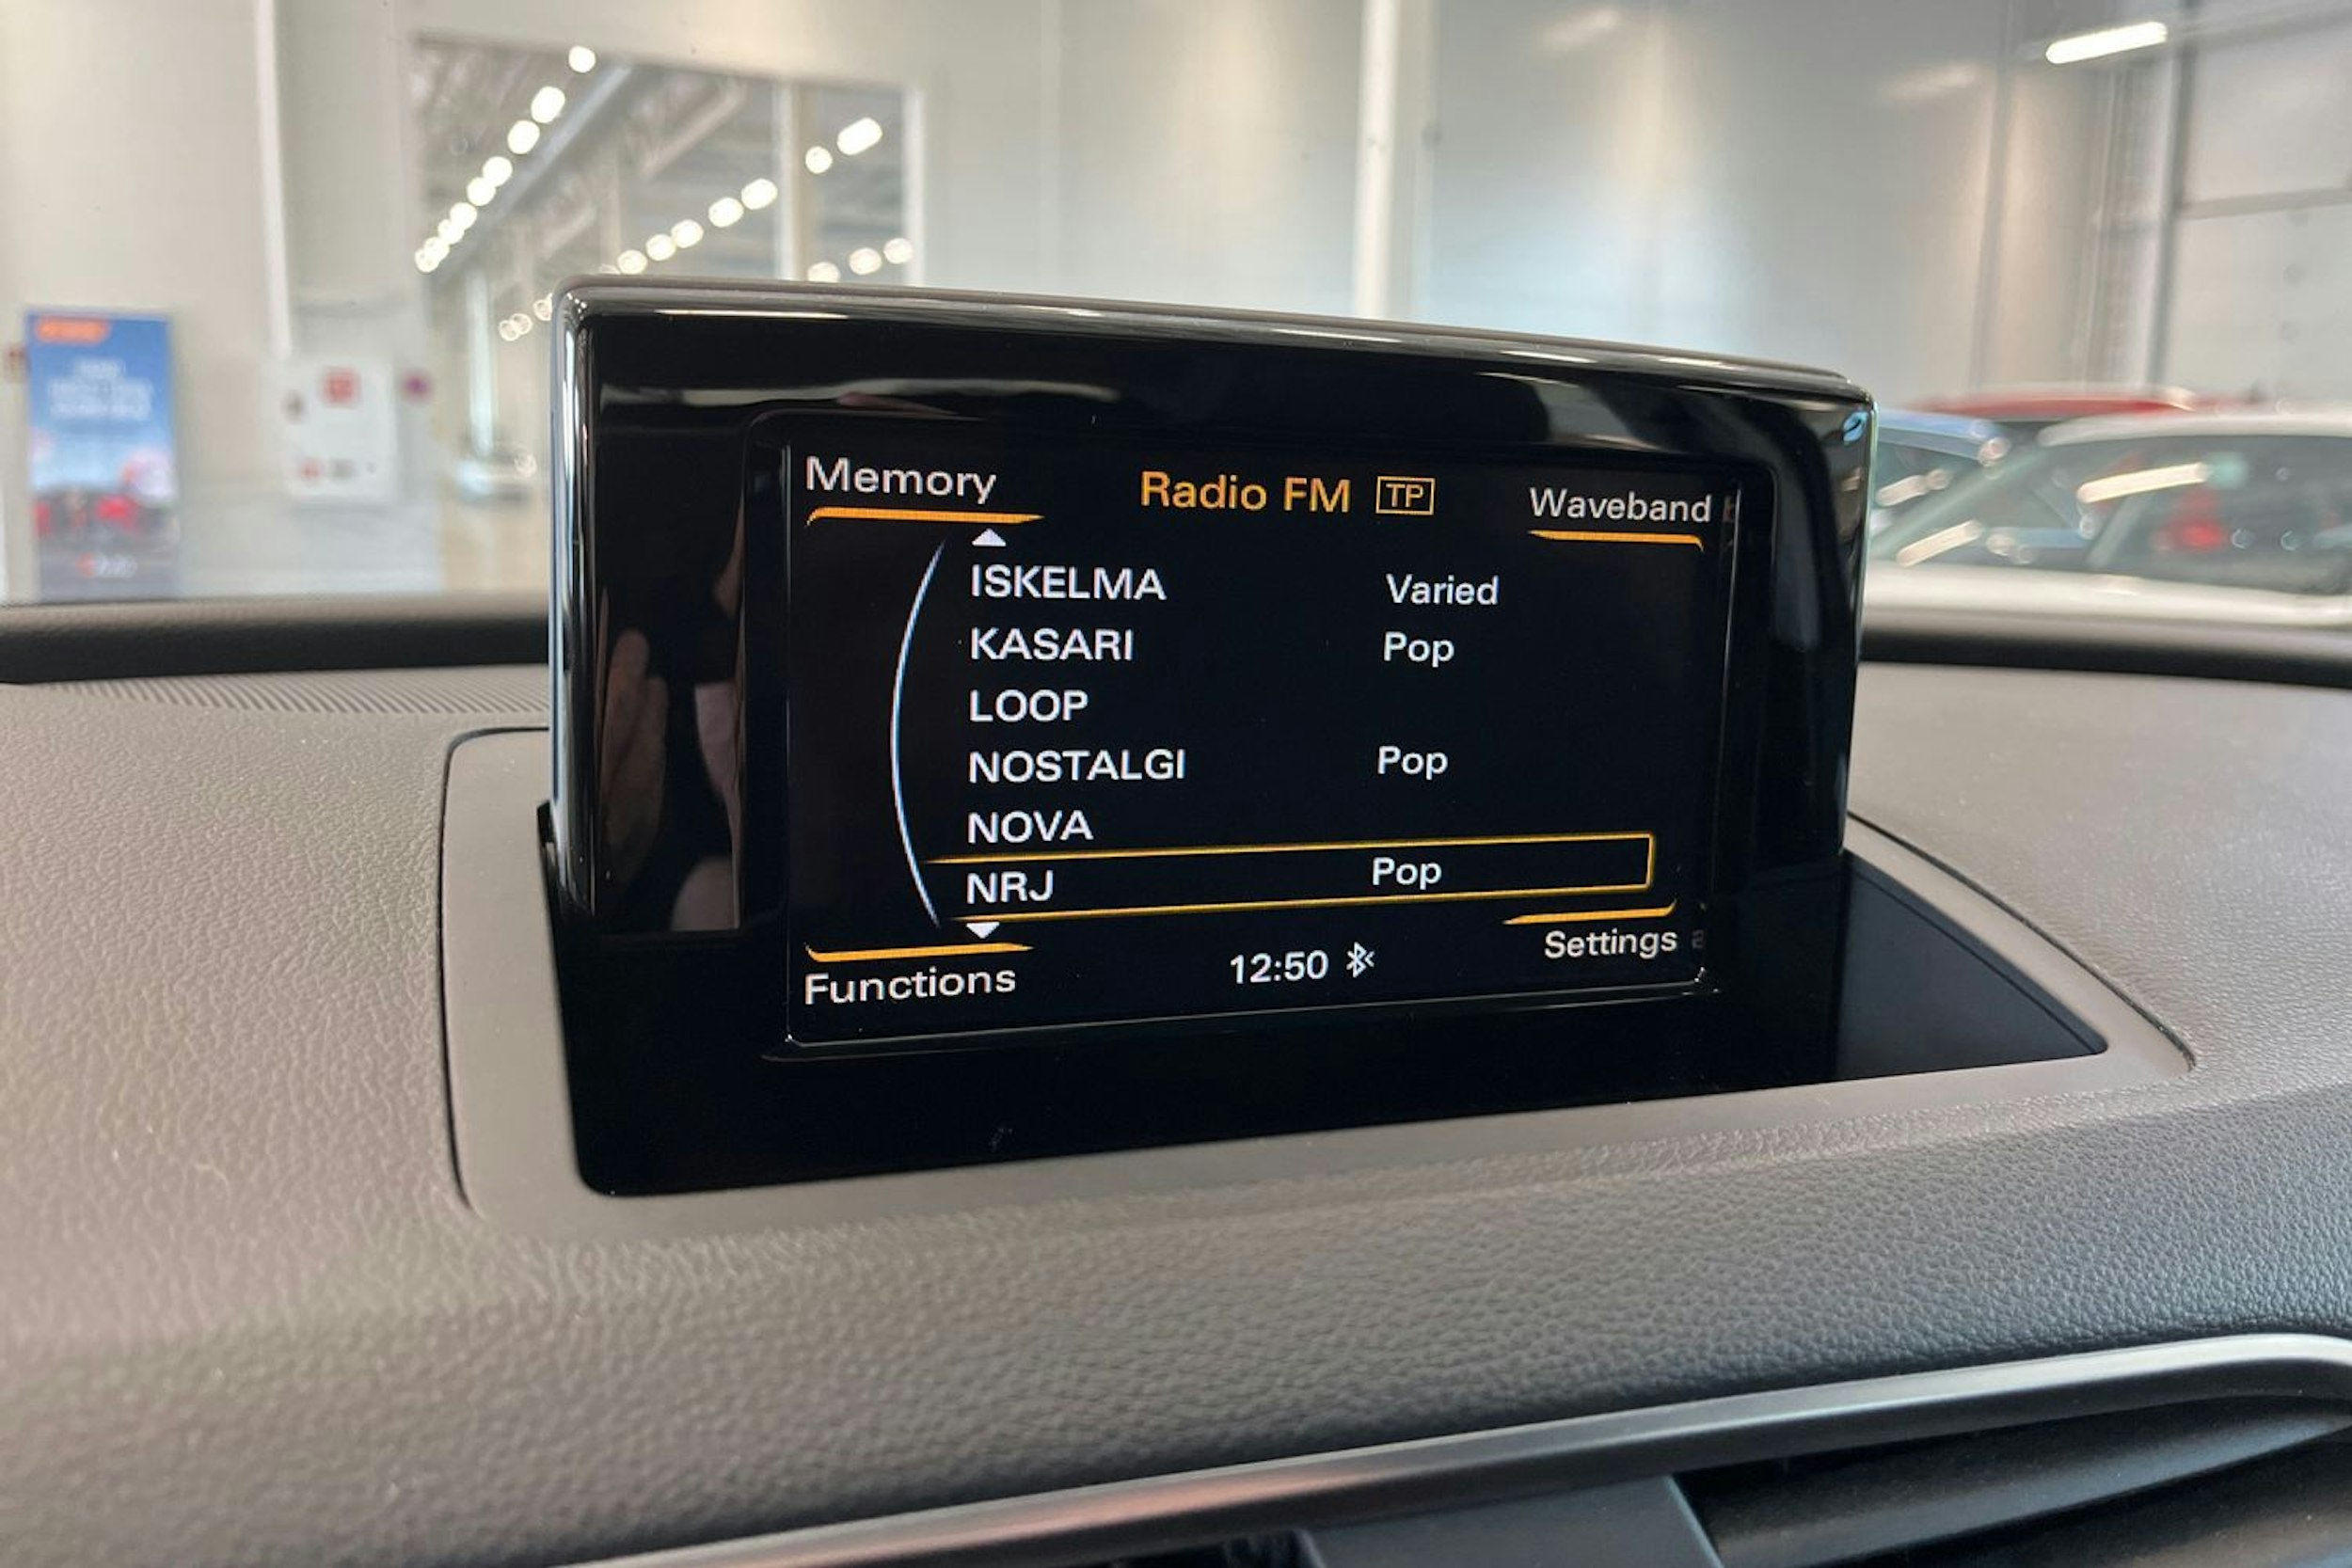 Memory Radio FM TP Waveband
ISKELMA Varied
KASARI Pop
LOOP
NOSTALGI Pop
NOVA
NRJ Pop
Functions 12:50 Settings